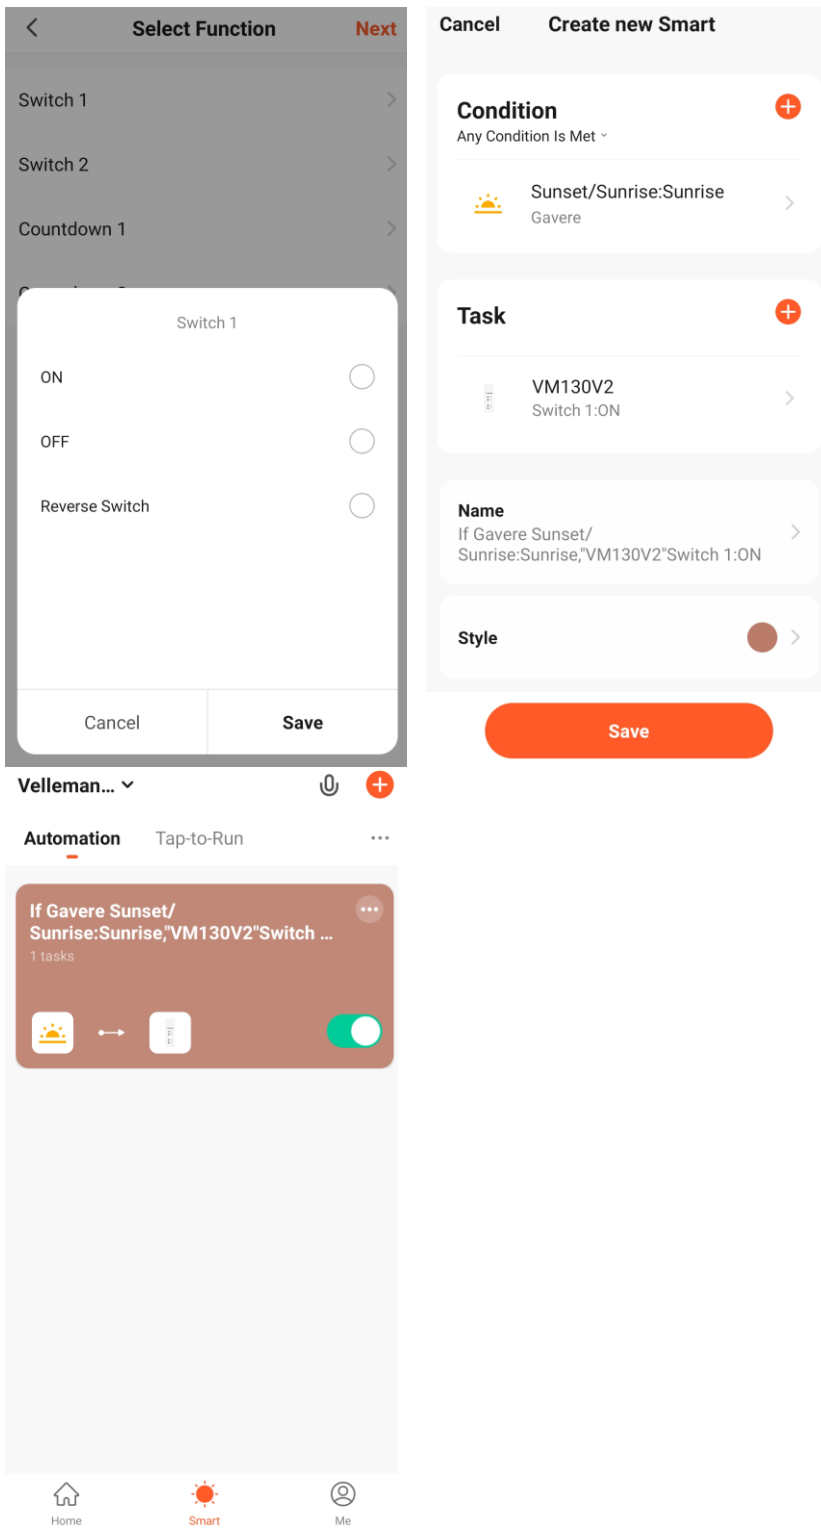 Select Function
Next
Switch 1
Switch 2
Countdown 1
Switch 1
ON
OFF
Reverse Switch
Cancel
Save
Cancel
Create new Smart
Condition
Any Condition Is Met
Sunset/Sunrise:Sunrise
Gavere
Task
VM130V2
Switch 1:ON
Name
If Gavere Sunset/
Sunrise:Sunrise,"VM130V2"Switch 1:ON
Style
Save
Velleman...
Automation
Tap-to-Run
If Gavere Sunset/
Sunrise:Sunrise,"VM130V2"Switch ...
1 tasks
Home
Smart
Me